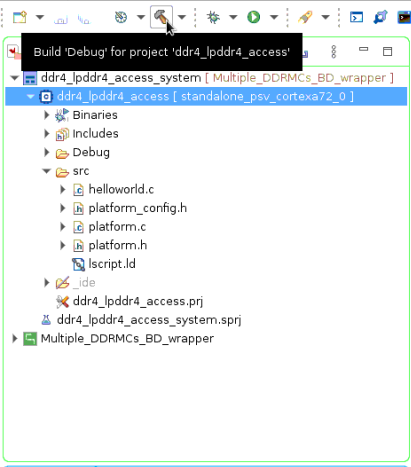 Build 'Debug' for project 'ddr4_lpddr4_access'
ddr4_lpddr4_access_system [ Multiple_DDRMCs_BD_wrapper ]
ddr4_lpddr4_access [ standalone_psv_cortexa72_0 ]
Binaries
Includes
Debug
src
helloworld.c
platform_config.h
platform.c
platform.h
lscript.ld
_ide
ddr4_lpddr4_access.prj
ddr4_lpddr4_access_system.sprj
Multiple_DDRMCs_BD_wrapper